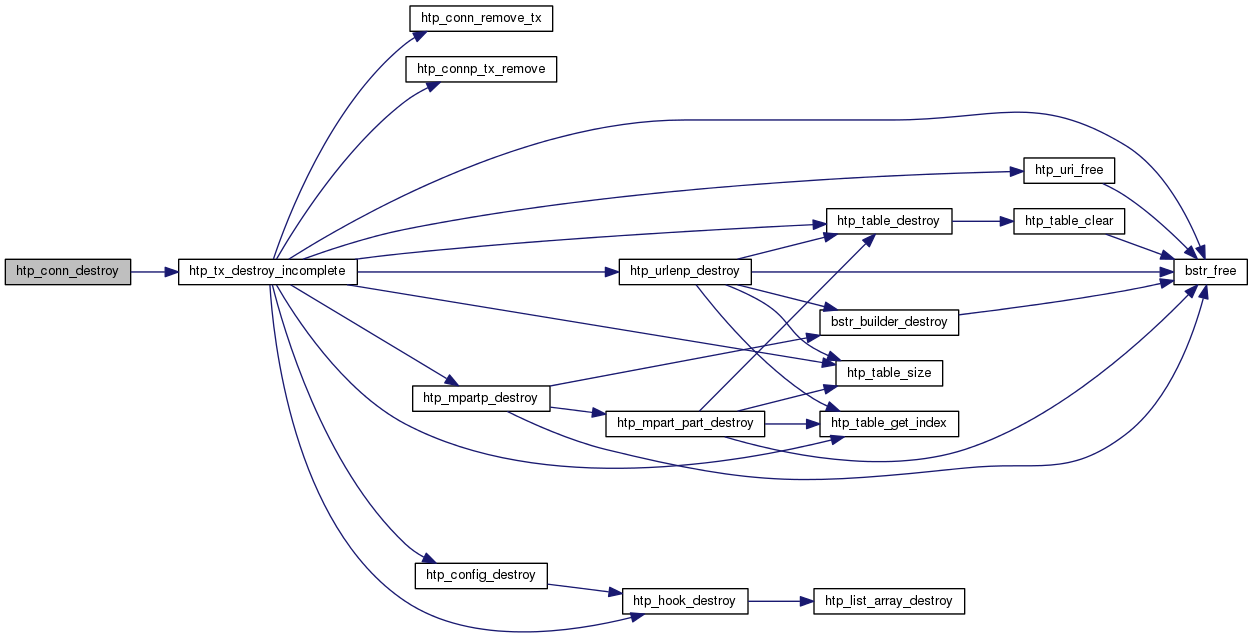 htp_conn_remove_tx
htp_connp_tx_remove
htp_uri_free
htp_table_destroy
htp_table_clear
htp_conn_destroy
htp_tx_destroy_incomplete
htp_urlenp_destroy
bstr_free
bstr_builder_destroy
htp_table_size
htp_mpartp_destroy
htp_mpart_part_destroy
htp_table_get_index
htp_config_destroy
htp_hook_destroy
htp_list_array_destroy